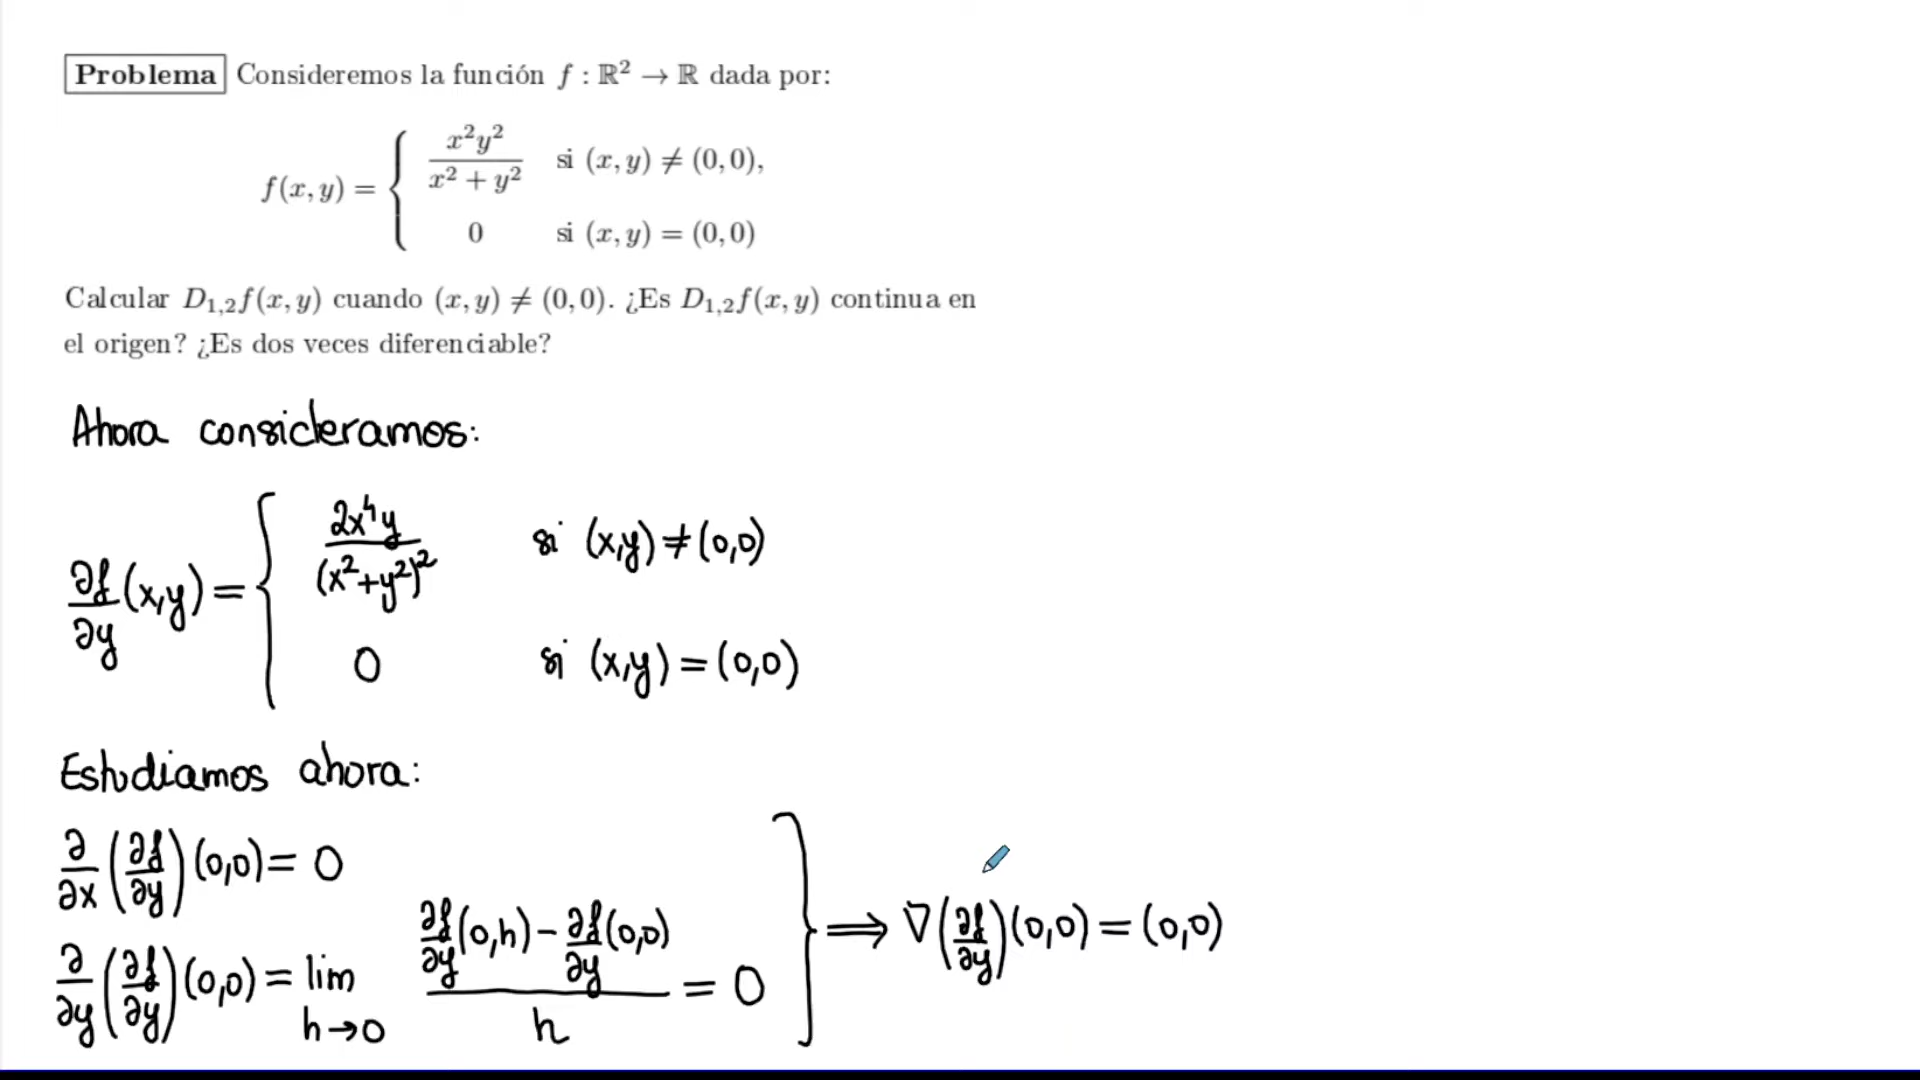 Problema Consideremos la función f : ℝ² → ℝ dada por:
f(x, y) = { x²y² / (x² + y²) si (x, y) ≠ (0, 0),
0 si (x, y) = (0, 0)
Calcular D₁,₂f(x, y) cuando (x, y) ≠ (0, 0). ¿Es D₁,₂f(x, y) continua en
el origen? ¿Es dos veces diferenciable?
Ahora consideramos:
∂f/∂y (x,y) = { 2x⁴y / (x²+y²)² si (x,y) ≠ (0,0)
0 si (x,y) = (0,0)
Estudiamos ahora:
∂/∂x (∂f/∂y) (0,0) = 0
∂/∂y (∂f/∂y) (0,0) = lim h→0 (∂f/∂y (0,h) − ∂f/∂y (0,0)) / h = 0
} ⟹ ∇(∂f/∂y)(0,0) = (0,0)